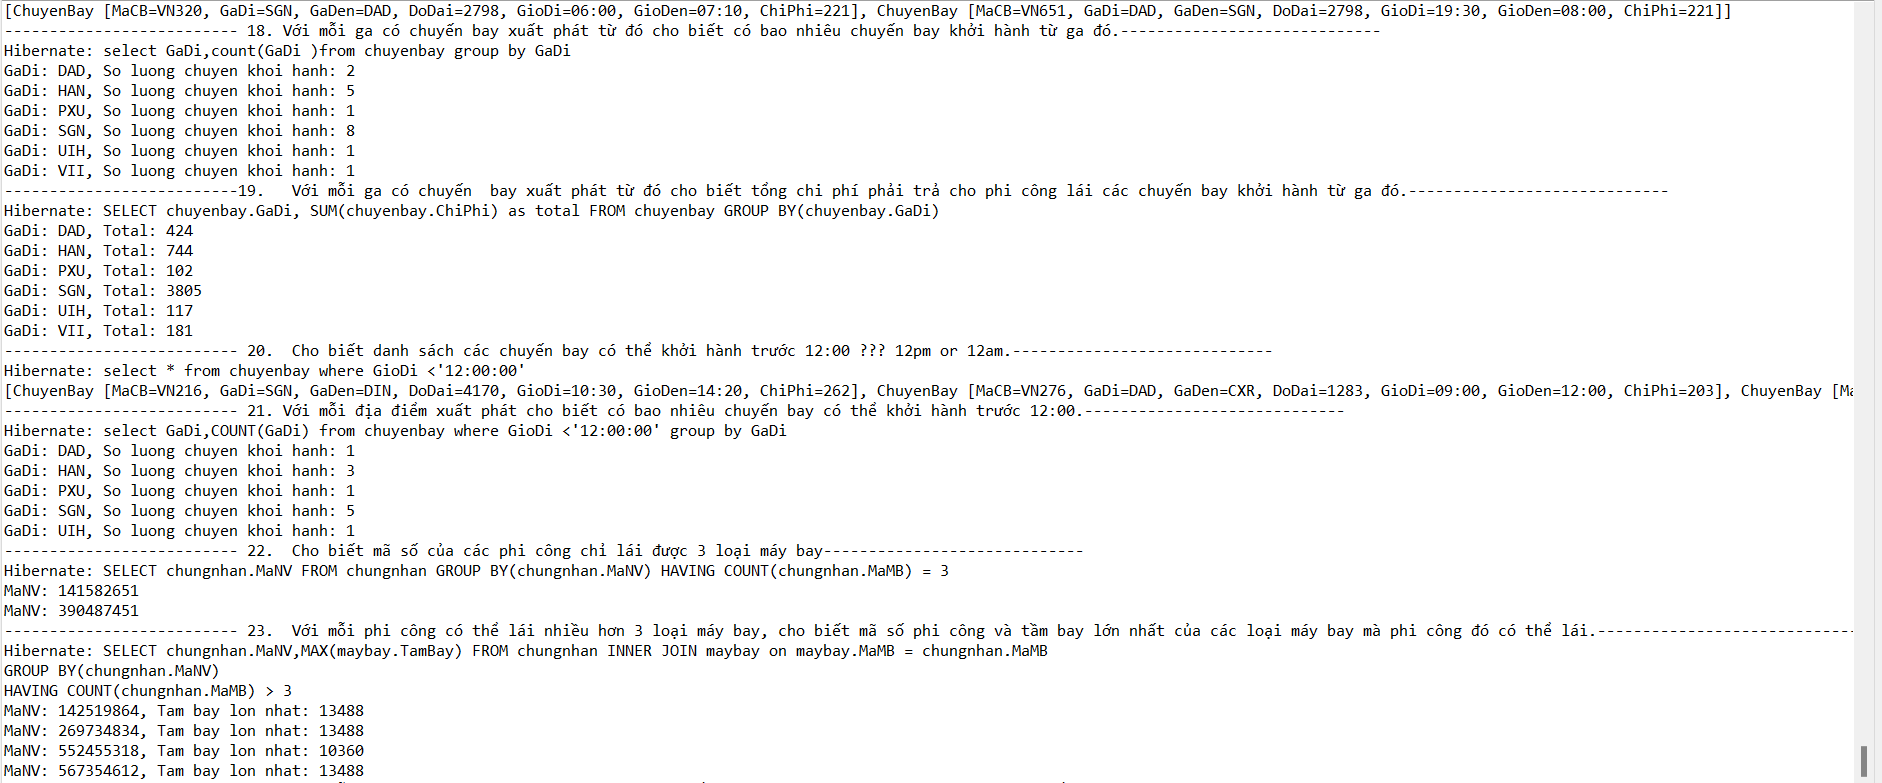 [ChuyenBay [MaCB=VN320, GaDi=SGN, GaDen=DAD, DoDai=2798, GioDi=06:00, GioDen=07:10, ChiPhi=221], ChuyenBay [MaCB=VN651, GaDi=DAD, GaDen=SGN, DoDai=2798, GioDi=19:30, GioDen=08:00, ChiPhi=221]]
-------------------------- 18. Với mỗi ga có chuyến bay xuất phát từ đó cho biết có bao nhiêu chuyến bay khởi hành từ ga đó.-----------------------------
Hibernate: select GaDi,count(GaDi )from chuyenbay group by GaDi
GaDi: DAD, So luong chuyen khoi hanh: 2
GaDi: HAN, So luong chuyen khoi hanh: 5
GaDi: PXU, So luong chuyen khoi hanh: 1
GaDi: SGN, So luong chuyen khoi hanh: 8
GaDi: UIH, So luong chuyen khoi hanh: 1
GaDi: VII, So luong chuyen khoi hanh: 1
--------------------------19.   Với mỗi ga có chuyến  bay xuất phát từ đó cho biết tổng chi phí phải trả cho phi công lái các chuyến bay khởi hành từ ga đó.-----------------------------
Hibernate: SELECT chuyenbay.GaDi, SUM(chuyenbay.ChiPhi) as total FROM chuyenbay GROUP BY(chuyenbay.GaDi)
GaDi: DAD, Total: 424
GaDi: HAN, Total: 744
GaDi: PXU, Total: 102
GaDi: SGN, Total: 3805
GaDi: UIH, Total: 117
GaDi: VII, Total: 181
-------------------------- 20.  Cho biết danh sách các chuyến bay có thể khởi hành trước 12:00 ??? 12pm or 12am.-----------------------------
Hibernate: select * from chuyenbay where GioDi <'12:00:00'
[ChuyenBay [MaCB=VN216, GaDi=SGN, GaDen=DIN, DoDai=4170, GioDi=10:30, GioDen=14:20, ChiPhi=262], ChuyenBay [MaCB=VN276, GaDi=DAD, GaDen=CXR, DoDai=1283, GioDi=09:00, GioDen=12:00, ChiPhi=203], ChuyenBay [Ma
-------------------------- 21. Với mỗi địa điểm xuất phát cho biết có bao nhiêu chuyến bay có thể khởi hành trước 12:00.-----------------------------
Hibernate: select GaDi,COUNT(GaDi) from chuyenbay where GioDi <'12:00:00' group by GaDi
GaDi: DAD, So luong chuyen khoi hanh: 1
GaDi: HAN, So luong chuyen khoi hanh: 3
GaDi: PXU, So luong chuyen khoi hanh: 1
GaDi: SGN, So luong chuyen khoi hanh: 5
GaDi: UIH, So luong chuyen khoi hanh: 1
-------------------------- 22.  Cho biết mã số của các phi công chỉ lái được 3 loại máy bay-----------------------------
Hibernate: SELECT chungnhan.MaNV FROM chungnhan GROUP BY(chungnhan.MaNV) HAVING COUNT(chungnhan.MaMB) = 3
MaNV: 141582651
MaNV: 390487451
-------------------------- 23.  Với mỗi phi công có thể lái nhiều hơn 3 loại máy bay, cho biết mã số phi công và tầm bay lớn nhất của các loại máy bay mà phi công đó có thể lái.-----------------------------
Hibernate: SELECT chungnhan.MaNV,MAX(maybay.TamBay) FROM chungnhan INNER JOIN maybay on maybay.MaMB = chungnhan.MaMB
GROUP BY(chungnhan.MaNV)
HAVING COUNT(chungnhan.MaMB) > 3
MaNV: 142519864, Tam bay lon nhat: 13488
MaNV: 269734834, Tam bay lon nhat: 13488
MaNV: 552455318, Tam bay lon nhat: 10360
MaNV: 567354612, Tam bay lon nhat: 13488